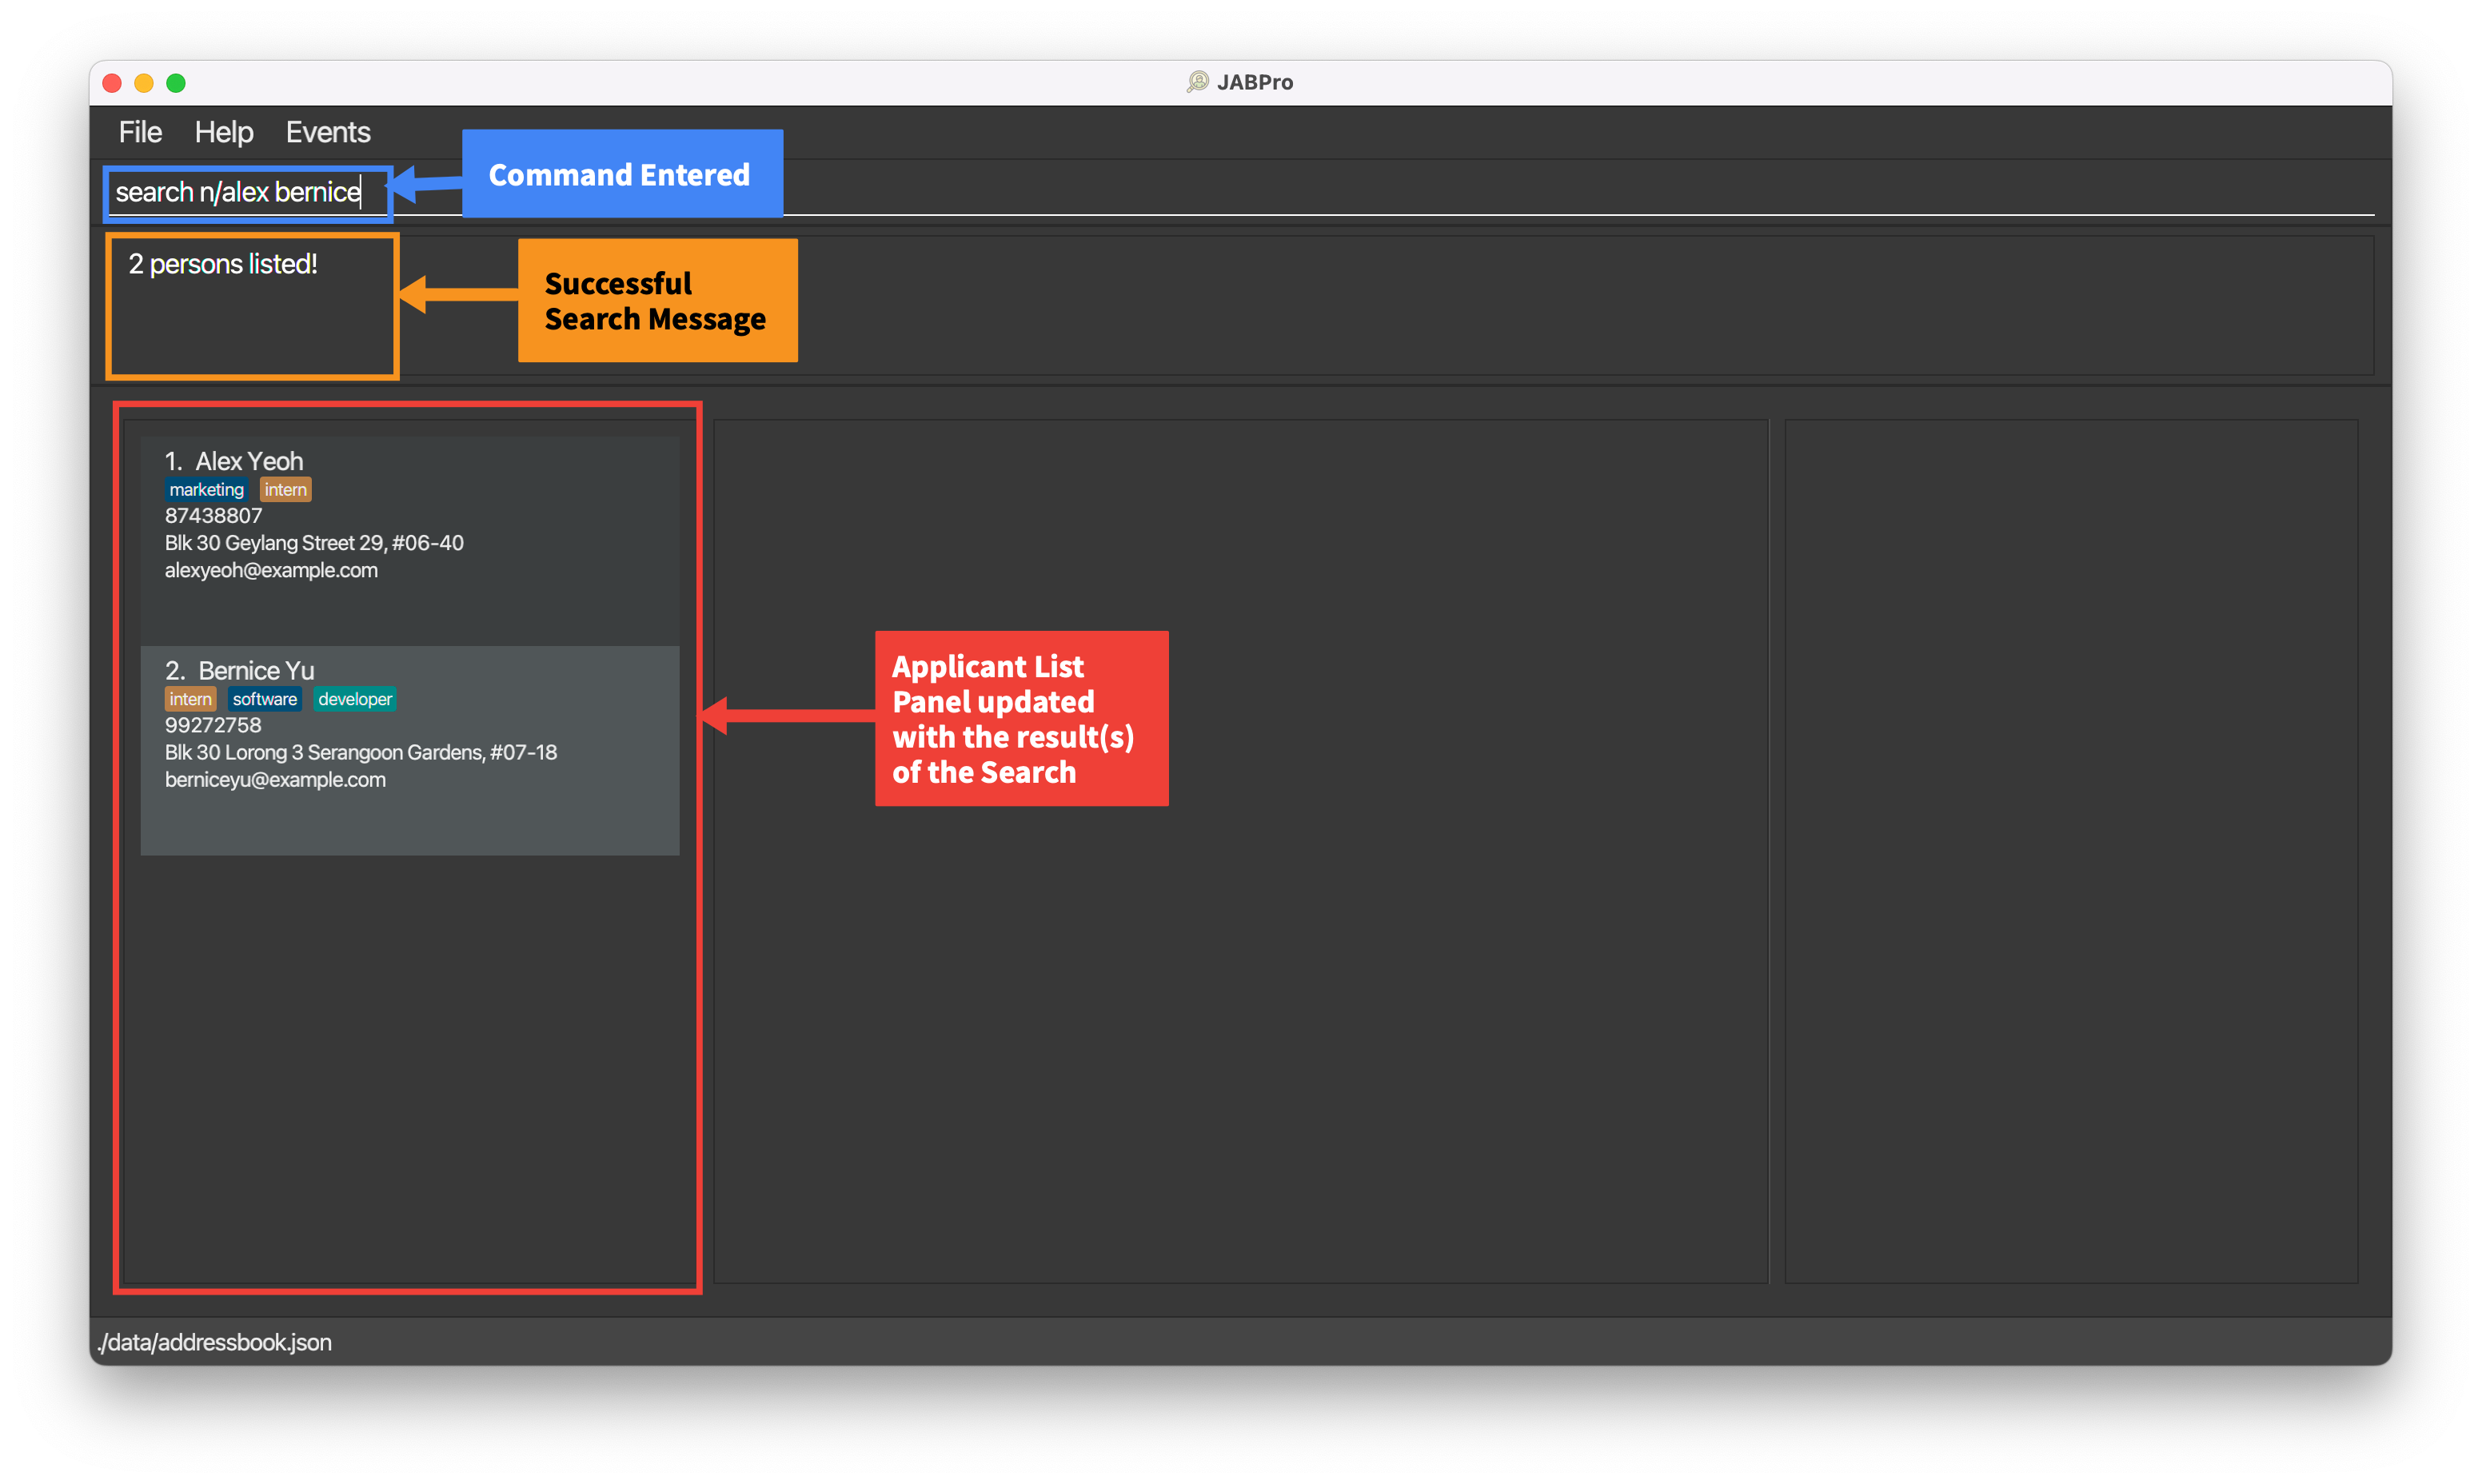 JABPro
File Help Events
search n/alex bernice
Command Entered
2 persons listed!
Successful
Search Message
1. Alex Yeoh
marketing intern
87438807
Blk 30 Geylang Street 29, #06-40
alexyeoh@example.com
2. Bernice Yu
intern software developer
99272758
Blk 30 Lorong 3 Serangoon Gardens, #07-18
berniceyu@example.com
Applicant List
Panel updated
with the result(s)
of the Search
./data/addressbook.json